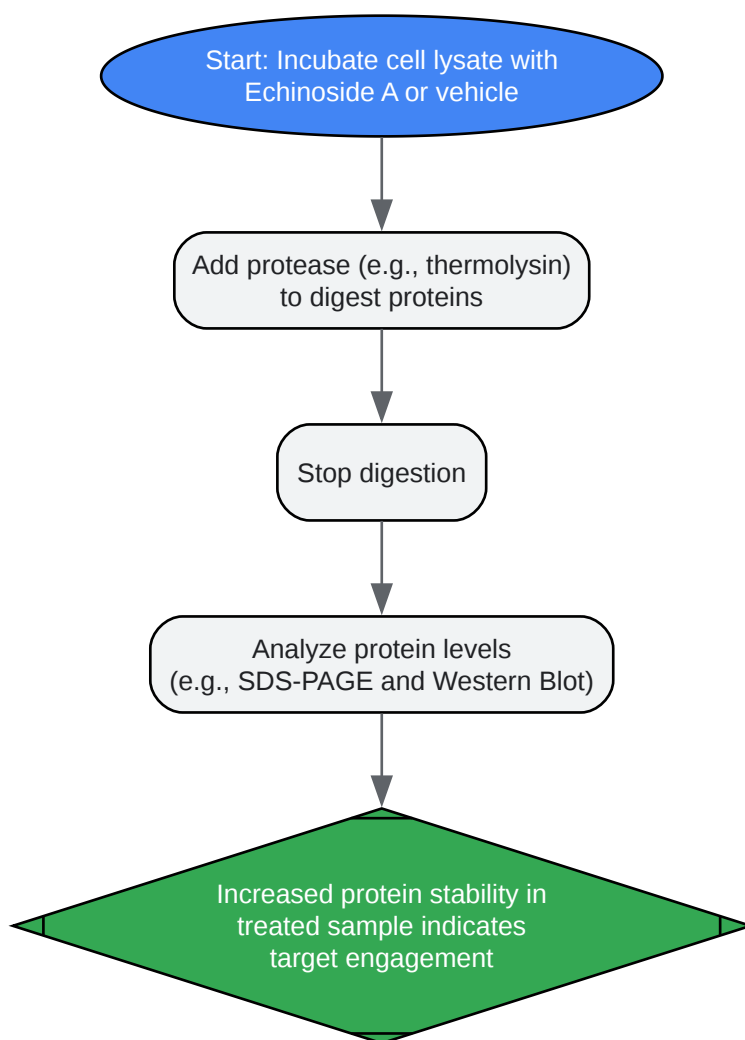 Start: Incubate cell lysate with
Echinoside A or vehicle
Add protease (e.g., thermolysin)
to digest proteins
Stop digestion
Analyze protein levels
(e.g., SDS-PAGE and Western Blot)
Increased protein stability in
treated sample indicates
target engagement